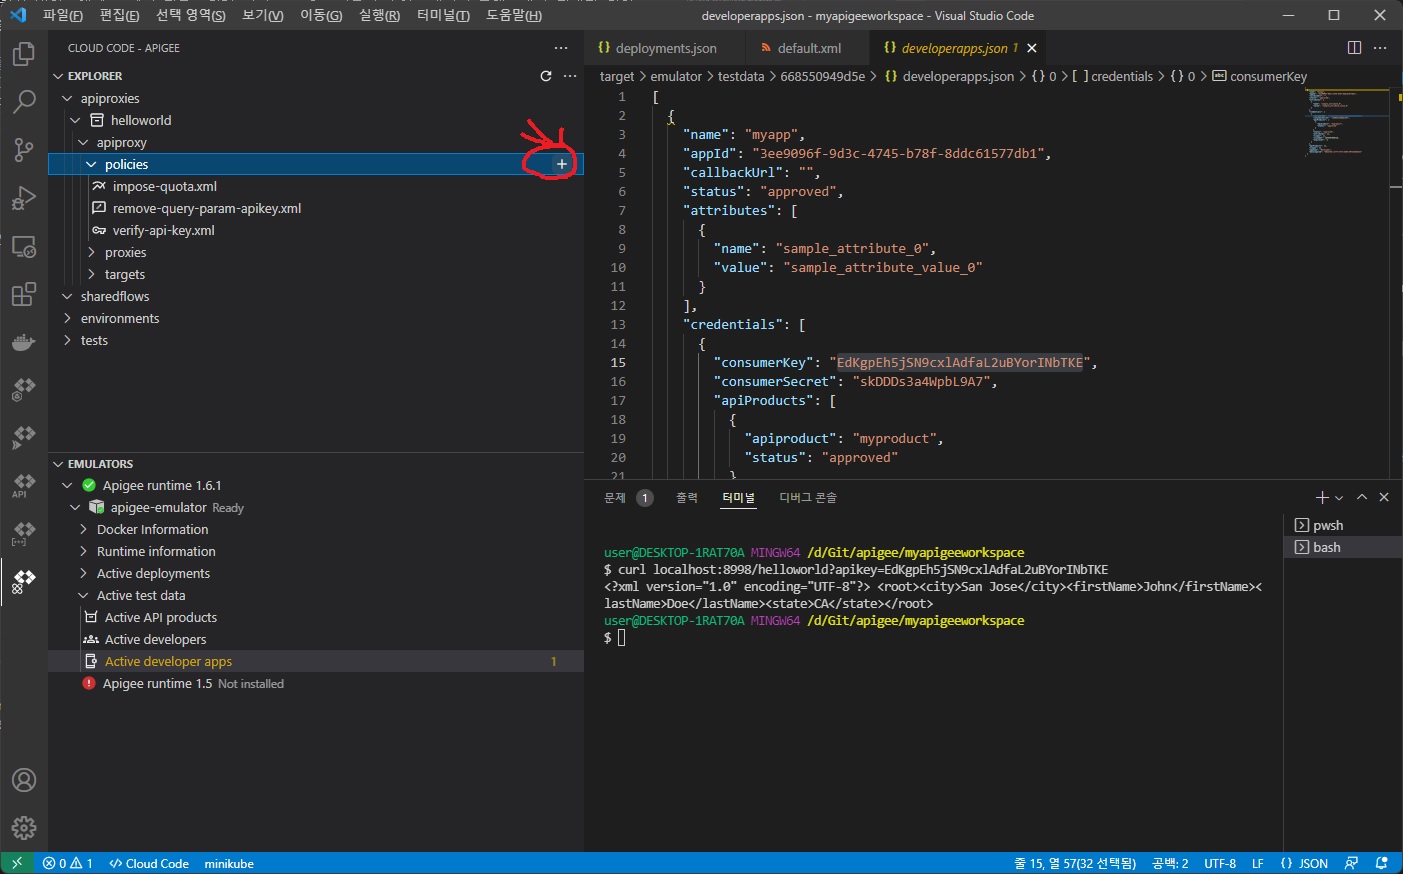 파일(F) 편집(E) 선택 영역(S) 보기(V) 이동(G) 실행(R) 터미널(T) 도움말(H) developerapps.json - myapigeeworkspace - Visual Studio Code
CLOUD CODE - APIGEE
EXPLORER
apiproxies
helloworld
apiproxy
policies
impose-quota.xml
remove-query-param-apikey.xml
verify-api-key.xml
proxies
targets
sharedflows
environments
tests
EMULATORS
Apigee runtime 1.6.1
apigee-emulator Ready
Docker Information
Runtime information
Active deployments
Active test data
Active API products
Active developers
Active developer apps 1
Apigee runtime 1.5 Not installed
API
{} deployments.json default.xml {} developerapps.json 1
target > emulator > testdata > 668550949d5e > {} developerapps.json > {} 0 > [ ] credentials > {} 0 > consumerKey
1 [
2 {
3 "name": "myapp",
4 "appId": "3ee9096f-9d3c-4745-b78f-8ddc61577db1",
5 "callbackUrl": "",
6 "status": "approved",
7 "attributes": [
8 {
9 "name": "sample_attribute_0",
10 "value": "sample_attribute_value_0"
11 }
12 ],
13 "credentials": [
14 {
15 "consumerKey": "EdKgpEh5jSN9cxlAdfaL2uBYorINbTKE",
16 "consumerSecret": "skDDDs3a4WpbL9A7",
17 "apiProducts": [
18 {
19 "apiproduct": "myproduct",
20 "status": "approved"
21 }
문제 1 출력 터미널 디버그 콘솔
pwsh
bash
user@DESKTOP-1RAT70A MINGW64 /d/Git/apigee/myapigeeworkspace
$ curl localhost:8998/helloworld?apikey=EdKgpEh5jSN9cxlAdfaL2uBYorINbTKE
<?xml version="1.0" encoding="UTF-8"?> <root><city>San Jose</city><firstName>John</firstName><
lastName>Doe</lastName><state>CA</state></root>
user@DESKTOP-1RAT70A MINGW64 /d/Git/apigee/myapigeeworkspace
$
0 1 Cloud Code minikube 줄 15, 열 57(32 선택됨) 공백: 2 UTF-8 LF {} JSON